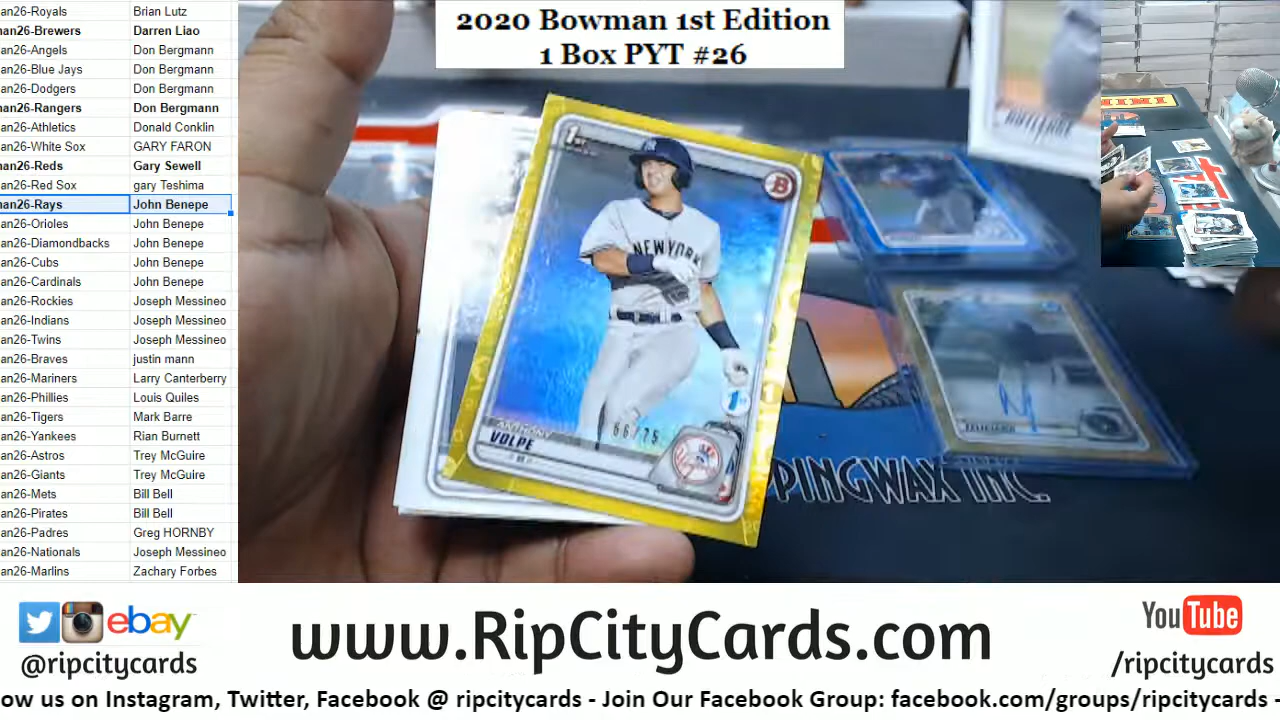 2020 Bowman 1st Edition
1 Box PYT #26
an26-Royals Brian Lutz
nan26-Brewers Darren Liao
an26-Angels Don Bergmann
an26-Blue Jays Don Bergmann
an26-Dodgers Don Bergmann
nan26-Rangers Don Bergmann
an26-Athletics Donald Conklin
an26-White Sox GARY FARON
nan26-Reds Gary Sewell
an26-Red Sox gary Teshima
nan26-Rays John Benepe
an26-Orioles John Benepe
an26-Diamondbacks John Benepe
an26-Cubs John Benepe
an26-Cardinals John Benepe
an26-Rockies Joseph Messineo
an26-Indians Joseph Messineo
an26-Twins Joseph Messineo
an26-Braves justin mann
an26-Mariners Larry Canterberry
an26-Phillies Louis Quiles
an26-Tigers Mark Barre
an26-Yankees Rian Burnett
an26-Astros Trey McGuire
an26-Giants Trey McGuire
an26-Mets Bill Bell
an26-Pirates Bill Bell
an26-Padres Greg HORNBY
an26-Nationals Joseph Messineo
an26-Marlins Zachary Forbes
1st
B
NEW YORK
1st
66/75
ANTHONY
VOLPE
FELICIANO
PPINGWAX INC.
ebay
@ripcitycards
www.RipCityCards.com
YouTube
/ripcitycards
ow us on Instagram, Twitter, Facebook @ ripcitycards - Join Our Facebook Group: facebook.com/groups/ripcitycards -